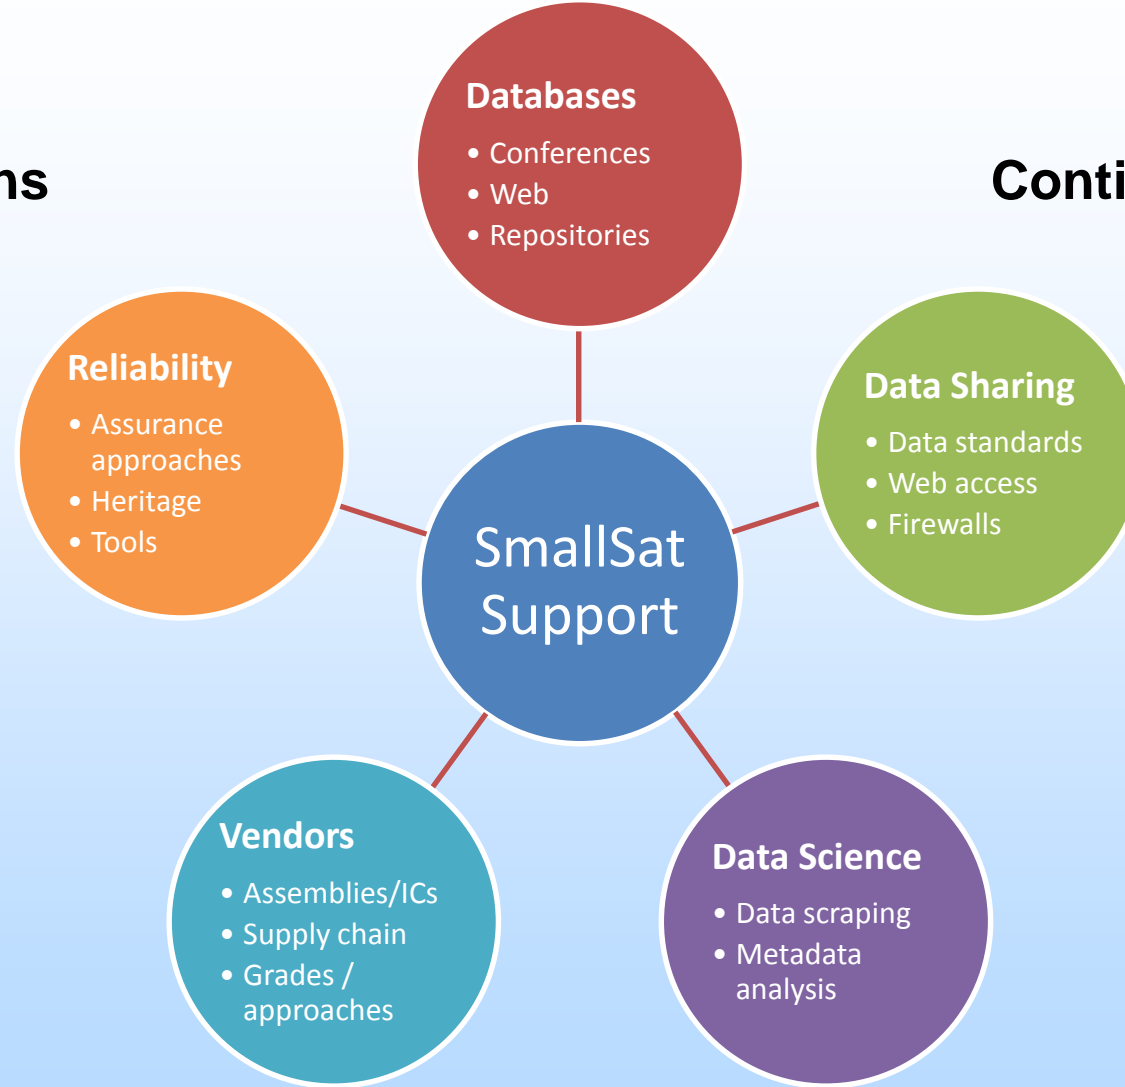 Databases
• Conferences
• Web
• Repositories
ns
Conti
Reliability
• Assurance
approaches
• Heritage
• Tools
Data Sharing
• Data standards
• Web access
• Firewalls
SmallSat
Support
Vendors
• Assemblies/ICs
• Supply chain
• Grades /
approaches
Data Science
• Data scraping
• Metadata
analysis